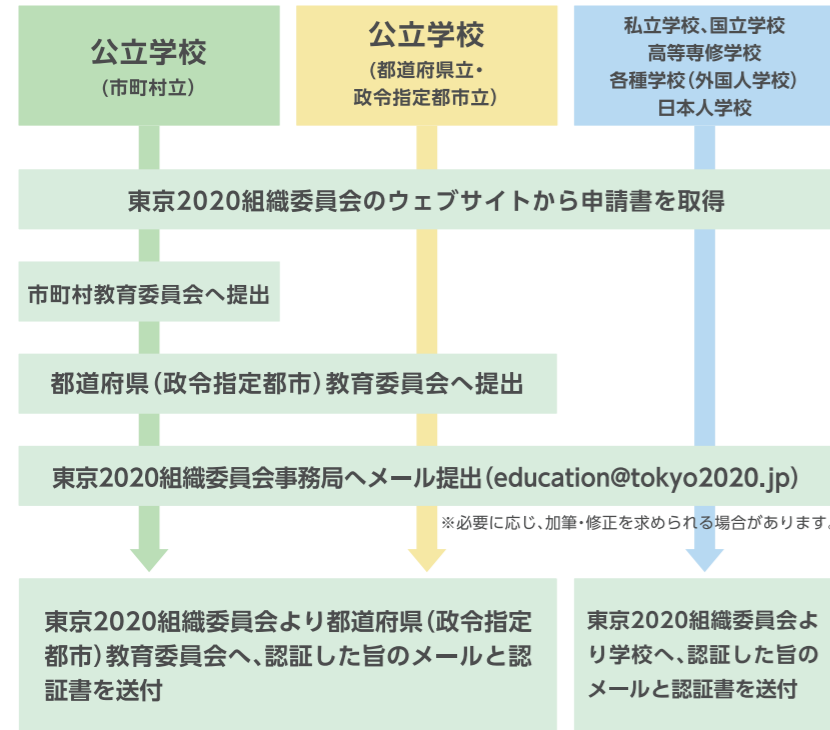 公立学校
(市町村立)
公立学校
(都道府県立・
政令指定都市立)
私立学校、国立学校
高等専修学校
各種学校(外国人学校)
日本人学校
東京2020組織委員会のウェブサイトから申請書を取得
市町村教育委員会へ提出
都道府県(政令指定都市)教育委員会へ提出
東京2020組織委員会事務局へメール提出(education@tokyo2020.jp)
※必要に応じ、加筆・修正を求められる場合があります。
東京2020組織委員会より都道府県(政令指定
都市)教育委員会へ、認証した旨のメールと認
証書を送付
東京2020組織委員会よ
り学校へ、認証した旨の
メールと認証書を送付